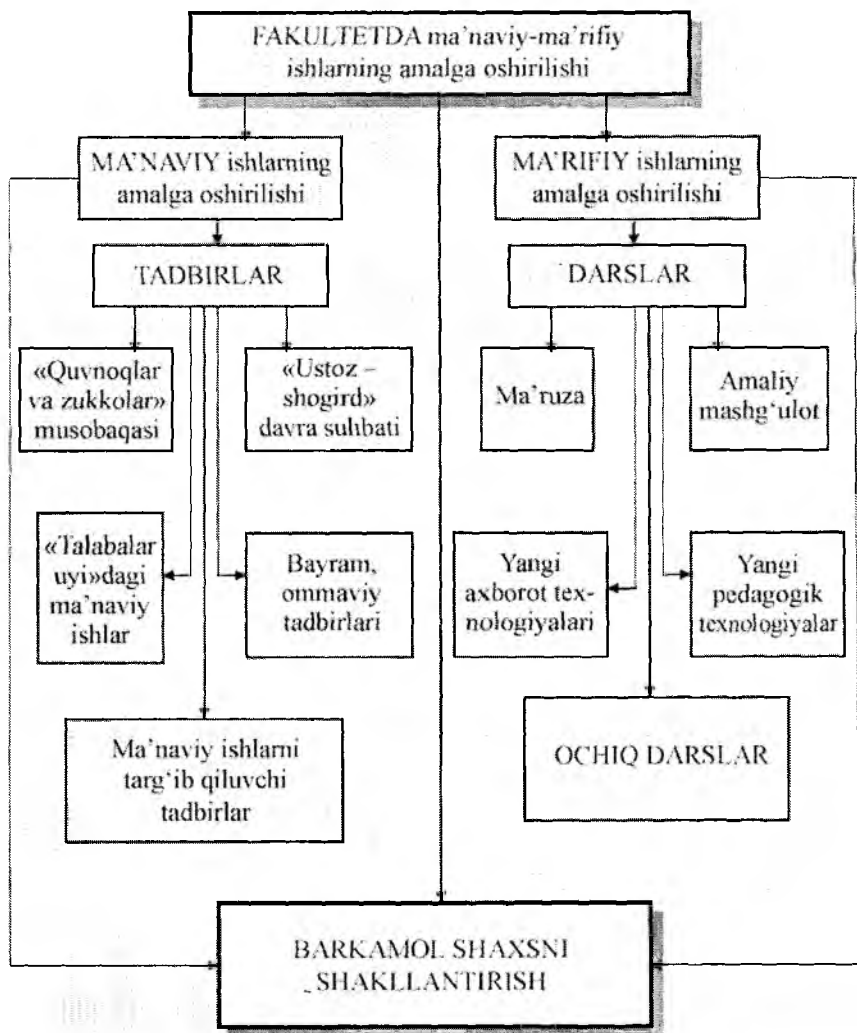 FAKULTETDA ma’naviy-ma’rifiy
ishlarning amalga oshirilishi
MA’NAVIY ishlarning
amalga oshirilishi
MA’RIFIY ishlarning
amalga oshirilishi
TADBIRLAR
DARSLAR
«Quvnoqlar
va zukkolar»
musobaqasi
«Ustoz –
shogird»
davra suhbati
Ma’ruza
Amaliy
mashg‘ulot
«Talabalar
uyi»dagi
ma’naviy
ishlar
Bayram,
ommaviy
tadbirlari
Yangi
axborot tex-
nologiyalari
Yangi
pedagogik
texnologiyalar
Ma’naviy ishlarni
targ‘ib qiluvchi
tadbirlar
OCHIQ DARSLAR
BARKAMOL SHAXSNI
SHAKLLANTIRISH